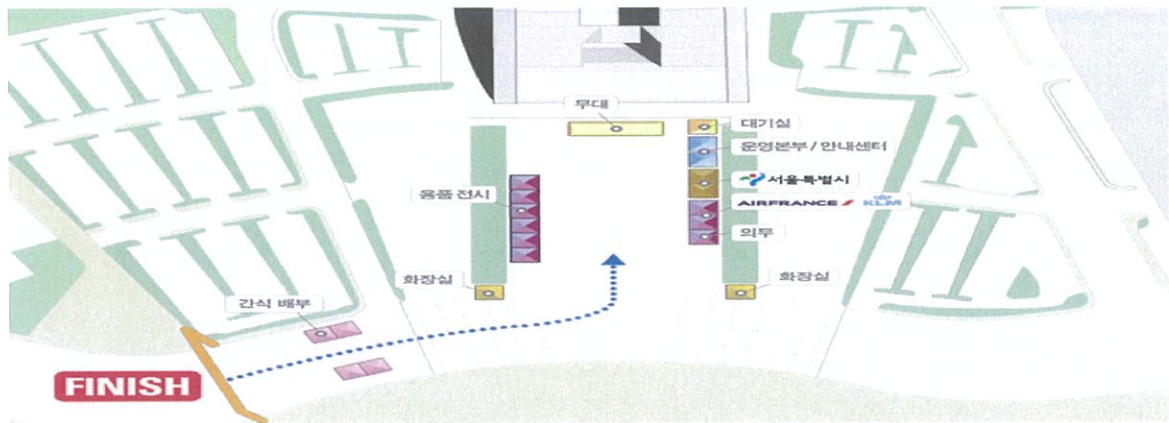 무대
대기실
운영본부 / 안내센터
서울특별시
용품 전시
AIRFRANCE KLM
의무
화장실
화장실
간식 배부
FINISH